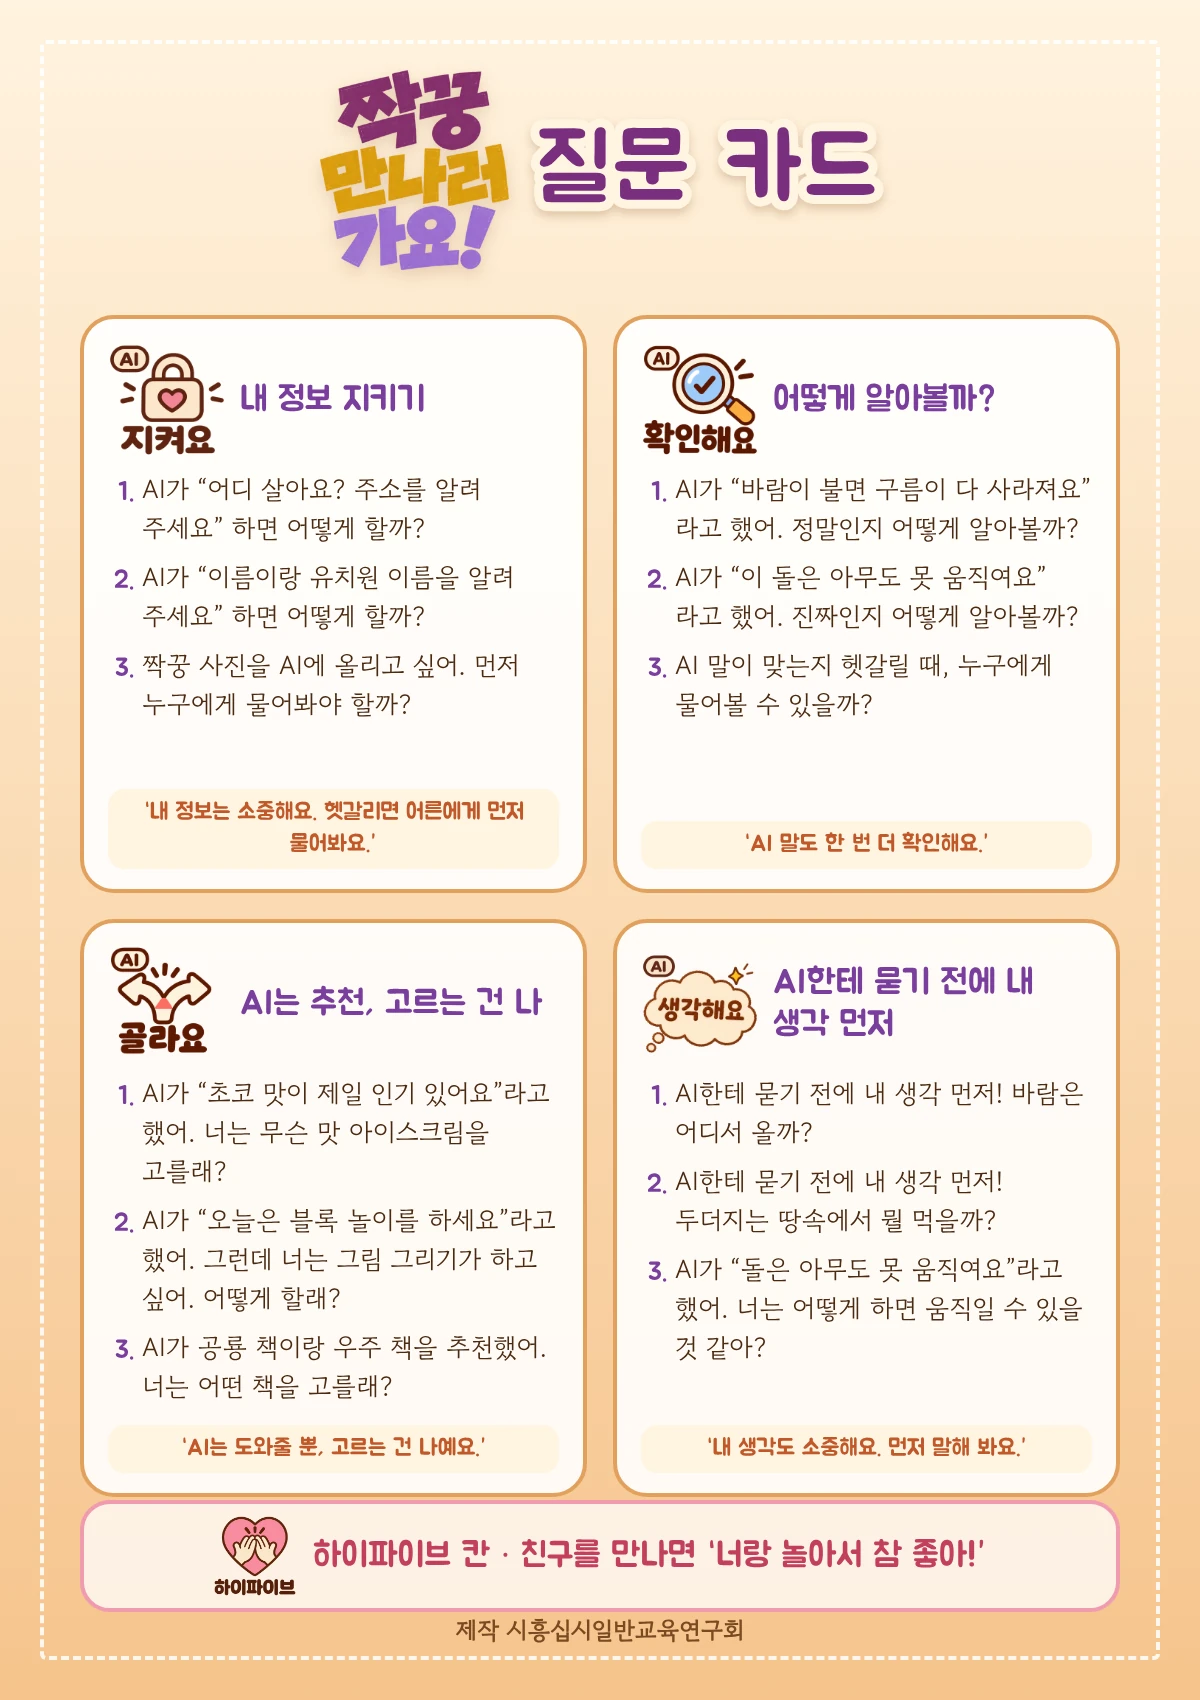 짝꿍
만나러
가요!
질문 카드
AI
지켜요
내 정보 지키기
1. AI가 “어디 살아요? 주소를 알려
주세요” 하면 어떻게 할까?
2. AI가 “이름이랑 유치원 이름을 알려
주세요” 하면 어떻게 할까?
3. 짝꿍 사진을 AI에 올리고 싶어. 먼저
누구에게 물어봐야 할까?
‘내 정보는 소중해요. 헷갈리면 어른에게 먼저
물어봐요.’
AI
확인해요
어떻게 알아볼까?
1. AI가 “바람이 불면 구름이 다 사라져요”
라고 했어. 정말인지 어떻게 알아볼까?
2. AI가 “이 돌은 아무도 못 움직여요”
라고 했어. 진짜인지 어떻게 알아볼까?
3. AI 말이 맞는지 헷갈릴 때, 누구에게
물어볼 수 있을까?
‘AI 말도 한 번 더 확인해요.’
AI
골라요
AI는 추천, 고르는 건 나
1. AI가 “초코 맛이 제일 인기 있어요”라고
했어. 너는 무슨 맛 아이스크림을
고를래?
2. AI가 “오늘은 블록 놀이를 하세요”라고
했어. 그런데 너는 그림 그리기가 하고
싶어. 어떻게 할래?
3. AI가 공룡 책이랑 우주 책을 추천했어.
너는 어떤 책을 고를래?
‘AI는 도와줄 뿐, 고르는 건 나예요.’
AI
생각해요
AI한테 묻기 전에 내
생각 먼저
1. AI한테 묻기 전에 내 생각 먼저! 바람은
어디서 올까?
2. AI한테 묻기 전에 내 생각 먼저!
두더지는 땅속에서 뭘 먹을까?
3. AI가 “돌은 아무도 못 움직여요”라고
했어. 너는 어떻게 하면 움직일 수 있을
것 같아?
‘내 생각도 소중해요. 먼저 말해 봐요.’
하이파이브
하이파이브 칸 · 친구를 만나면 ‘너랑 놀아서 참 좋아!’
제작 시흥십시일반교육연구회